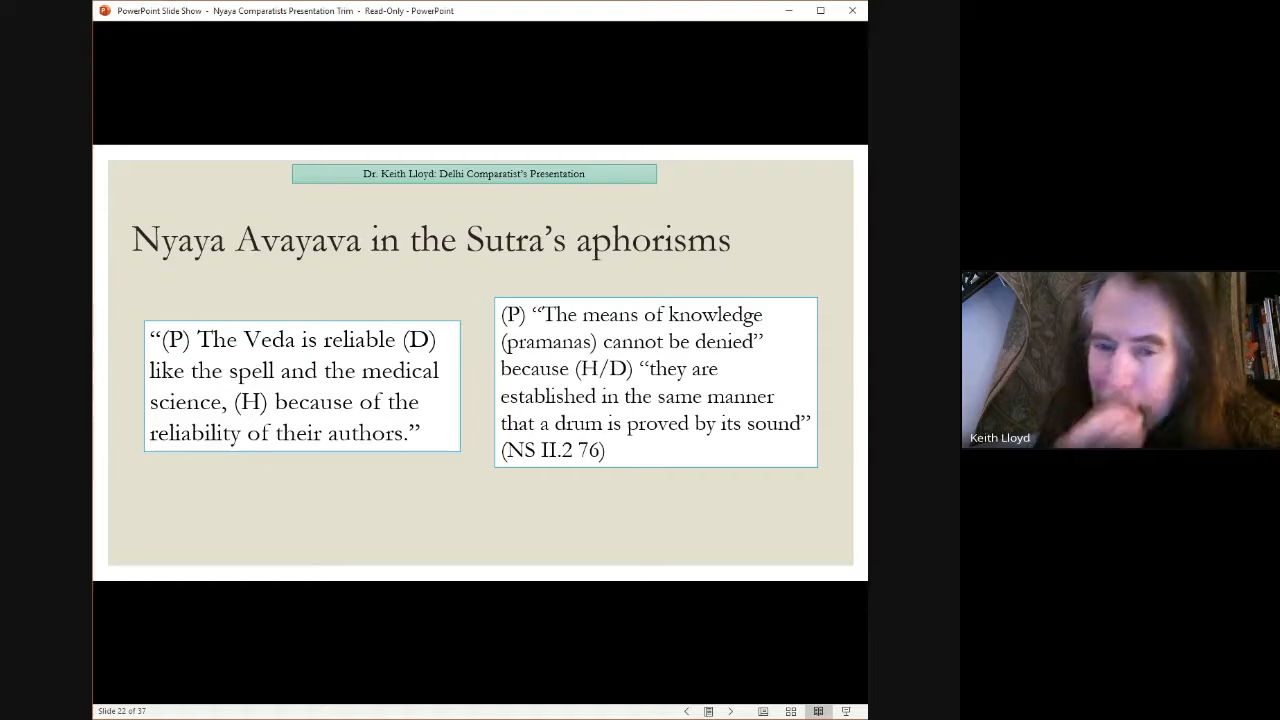 PowerPoint Slide Show - Nyaya Comparatists Presentation Trim - Read-Only - PowerPoint
Dr. Keith Lloyd: Delhi Comparatist’s Presentation
Nyaya Avayava in the Sutra’s aphorisms
“(P) The Veda is reliable (D)
like the spell and the medical
science, (H) because of the
reliability of their authors.”
(P) “The means of knowledge
(pramanas) cannot be denied”
because (H/D) “they are
established in the same manner
that a drum is proved by its sound”
(NS II.2 76)
Keith Lloyd
Slide 22 of 37